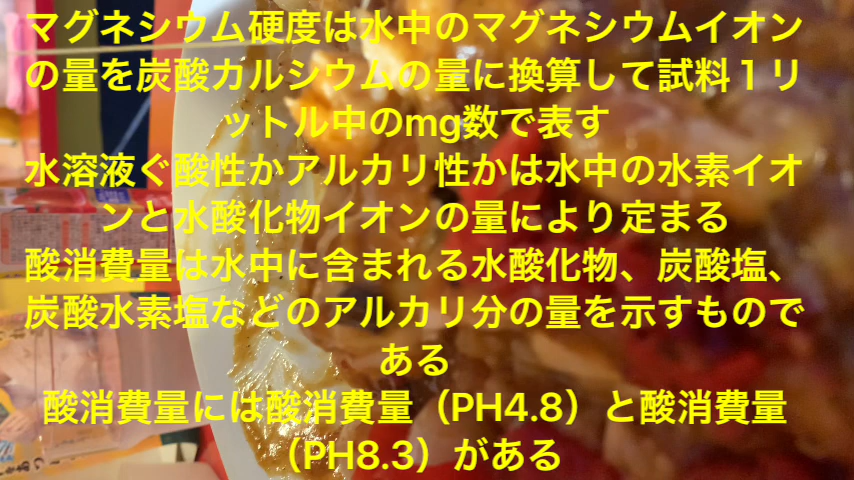 マグネシウム硬度は水中のマグネシウムイオン
の量を炭酸カルシウムの量に換算して試料１リ
ットル中のmg数で表す
水溶液ぐ酸性かアルカリ性かは水中の水素イオ
ンと水酸化物イオンの量により定まる
酸消費量は水中に含まれる水酸化物、炭酸塩、
炭酸水素塩などのアルカリ分の量を示すもので
ある
酸消費量には酸消費量（PH4.8）と酸消費量
（PH8.3）がある